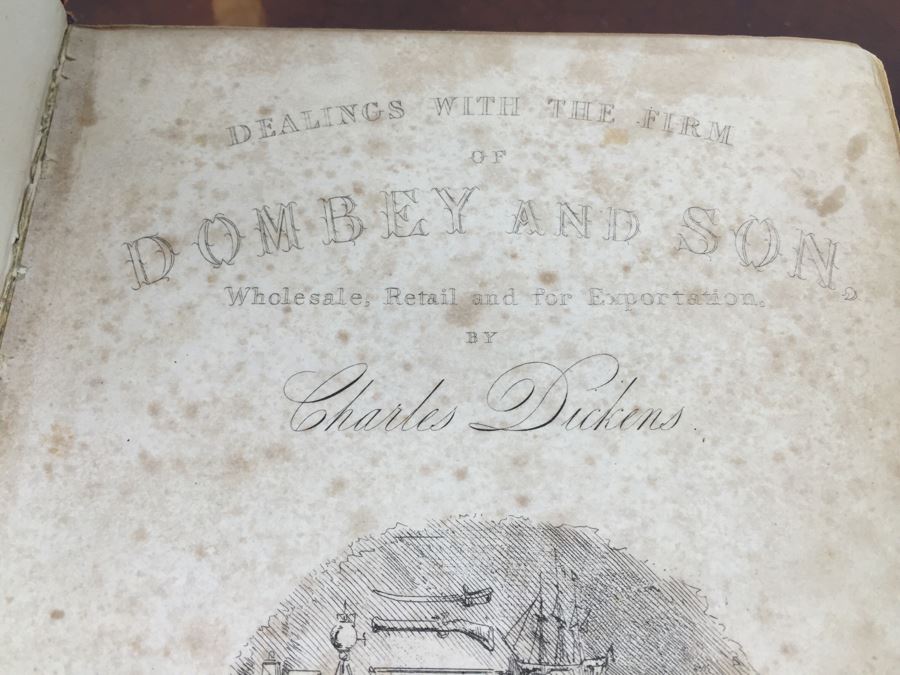 DEALINGS WITH THE FIRM
OF
DOMBEY AND SON,
Wholesale, Retail and for Exportation.
BY
Charles Dickens.